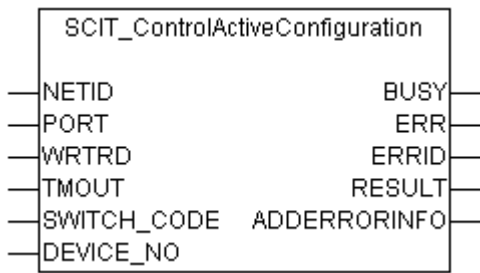 SCIT_ControlActiveConfiguration
NETID BUSY
PORT ERR
WRTRD ERRID
TMOUT RESULT
SWITCH_CODE ADDERRORINFO
DEVICE_NO